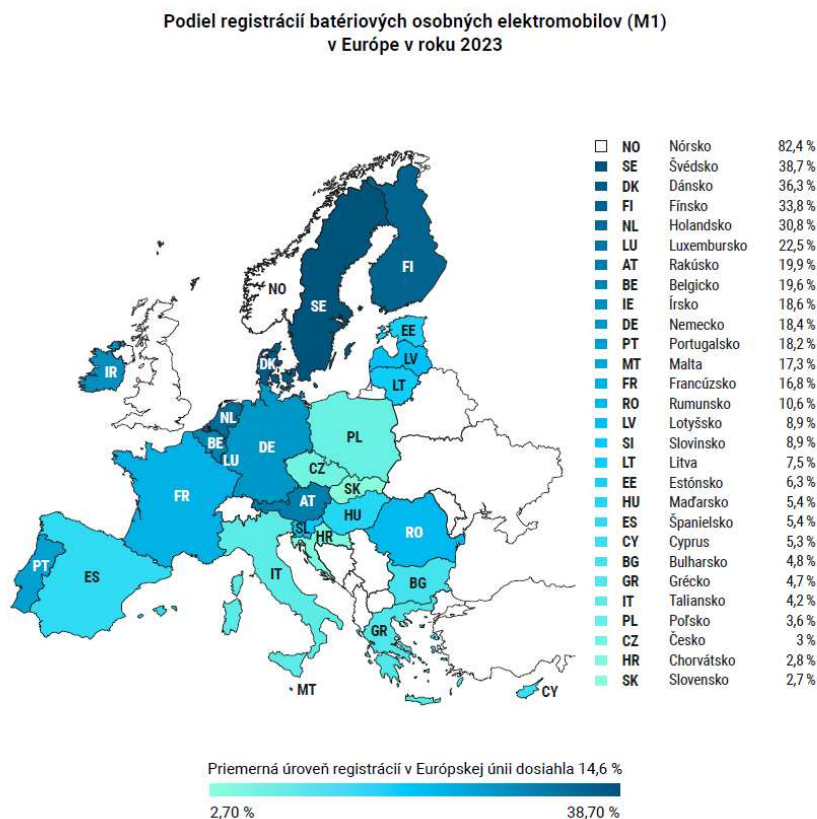 Podiel registrácií batériových osobných elektromobilov (M1)
v Európe v roku 2023
NO Nórsko 82,4 %
SE Švédsko 38,7 %
DK Dánsko 36,3 %
FI Fínsko 33,8 %
NL Holandsko 30,8 %
LU Luxembursko 22,5 %
AT Rakúsko 19,9 %
BE Belgicko 19,6 %
IE Írsko 18,6 %
DE Nemecko 18,4 %
PT Portugalsko 18,2 %
MT Malta 17,3 %
FR Francúzsko 16,8 %
RO Rumunsko 10,6 %
LV Lotyšsko 8,9 %
SI Slovinsko 8,9 %
LT Litva 7,5 %
EE Estónsko 6,3 %
HU Maďarsko 5,4 %
ES Španielsko 5,4 %
CY Cyprus 5,3 %
BG Bulharsko 4,8 %
GR Grécko 4,7 %
IT Taliansko 4,2 %
PL Poľsko 3,6 %
CZ Česko 3 %
HR Chorvátsko 2,8 %
SK Slovensko 2,7 %
FI
NO
SE
EE
LV
DK
IR
LT
NL
PL
BE
DE
LU
CZ
SK
FR
AT
HU
SL
RO
HR
PT
ES
IT
BG
GR
MT
CY
Priemerná úroveň registrácií v Európskej únii dosiahla 14,6 %
2,70 %
38,70 %